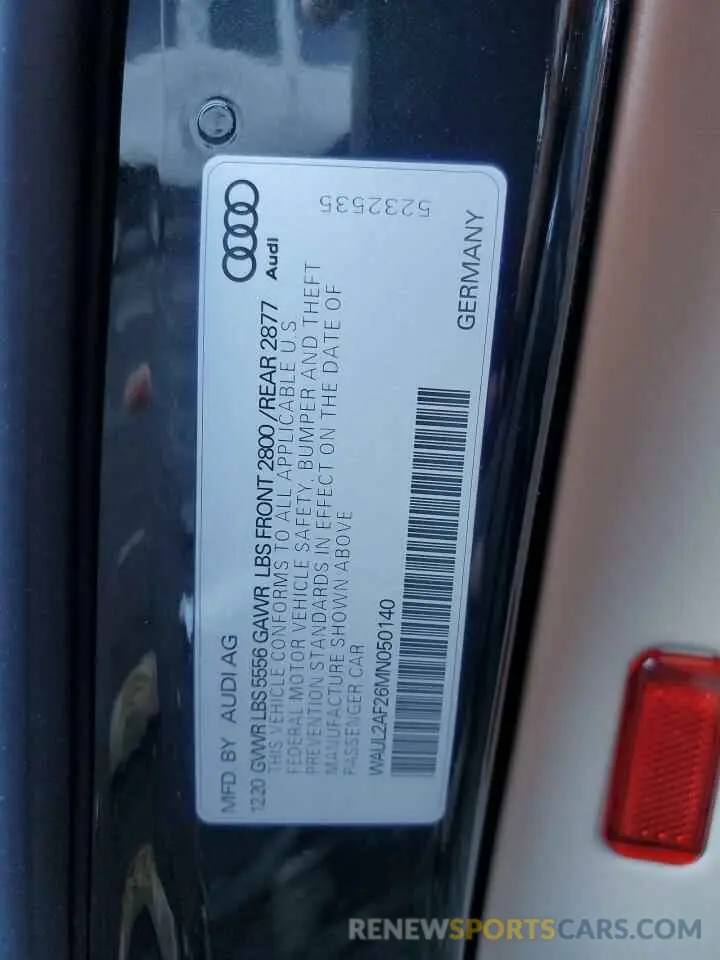 MFD BY AUDI AG
Audi
12.20 GVWR LBS 5556 GAWR LBS FRONT 2800 / REAR 2877
THIS VEHICLE CONFORMS TO ALL APPLICABLE U.S
FEDERAL MOTOR VEHICLE SAFETY, BUMPER AND THEFT
PREVENTION STANDARDS IN EFFECT ON THE DATE OF
MANUFACTURE SHOWN ABOVE
PASSENGER CAR
5232535
WAUL2AF26MN050140
GERMANY
RENEWSPORTSCARS.COM